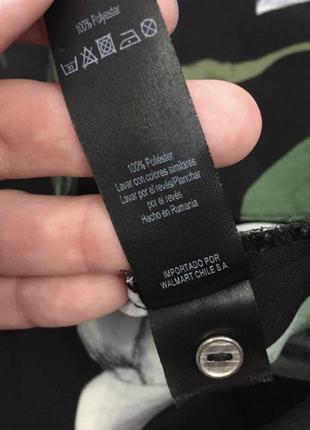 100% Polyester
100% Poliéster
Lavar con colores similares
Lavar por el revés/Planchar
por el revés
Hecho en Rumania
IMPORTADO POR
WALMART CHILE S.A